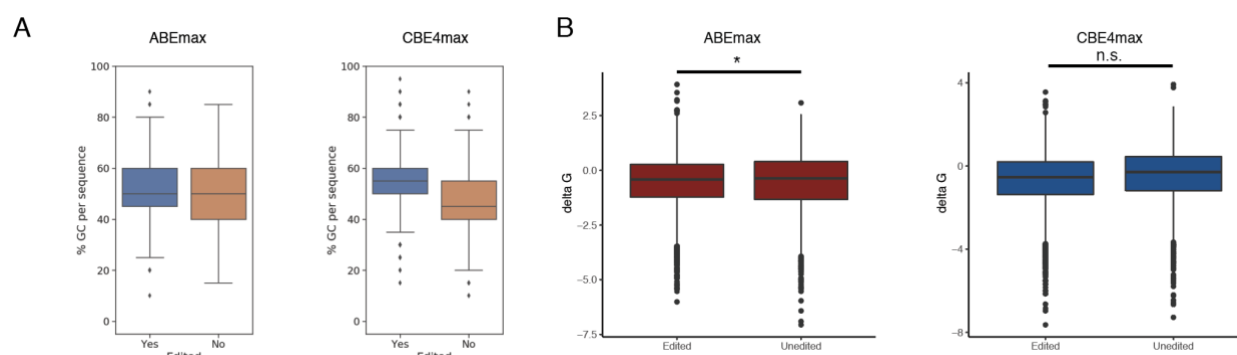 A
ABEmax
CBE4max
% GC per sequence
100
80
60
40
20
0
Yes
No
Edited
% GC per sequence
100
80
60
40
20
0
Yes
No
Edited
B
ABEmax
*
delta G
2.5
0.0
−2.5
−5.0
−7.5
Edited
Unedited
CBE4max
n.s.
delta G
4
0
−4
−8
Edited
Unedited